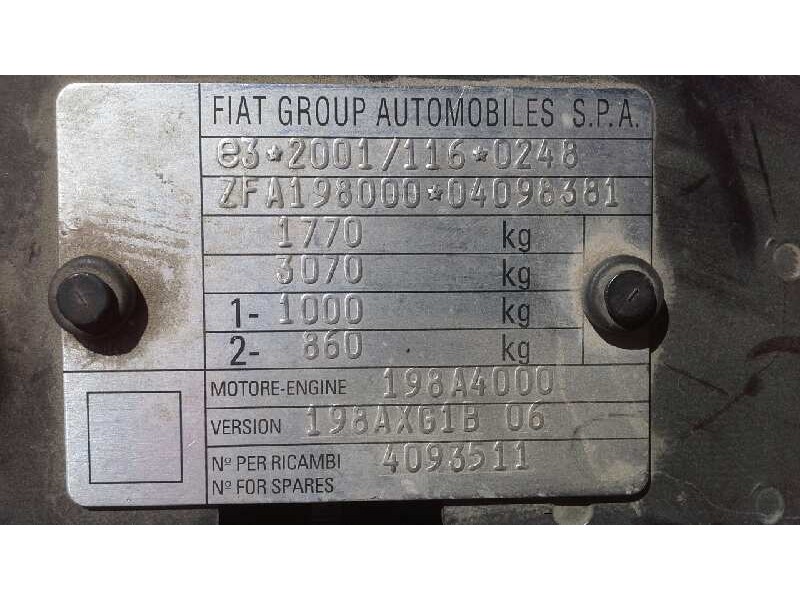 FIAT GROUP AUTOMOBILES S.P.A.
e3*2001/116*0248
ZFA198000*04098381
1770 kg
3070 kg
1- 1000 kg
2- 860 kg
MOTORE-ENGINE 198A4000
VERSION 198AXG1B 06
Nº PER RICAMBI 4093511
Nº FOR SPARES